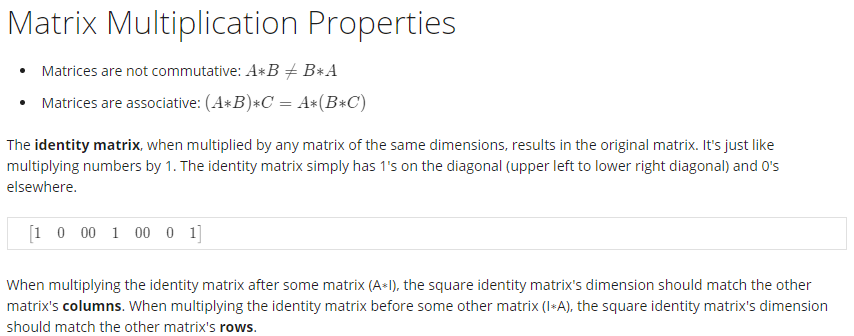 Matrix Multiplication Properties
• Matrices are not commutative: A∗B ≠ B∗A
• Matrices are associative: (A∗B)∗C = A∗(B∗C)
The identity matrix, when multiplied by any matrix of the same dimensions, results in the original matrix. It's just like
multiplying numbers by 1. The identity matrix simply has 1's on the diagonal (upper left to lower right diagonal) and 0's
elsewhere.
[1 0 00 1 00 0 1]
When multiplying the identity matrix after some matrix (A∗I), the square identity matrix's dimension should match the other
matrix's columns. When multiplying the identity matrix before some other matrix (I∗A), the square identity matrix's dimension
should match the other matrix's rows.